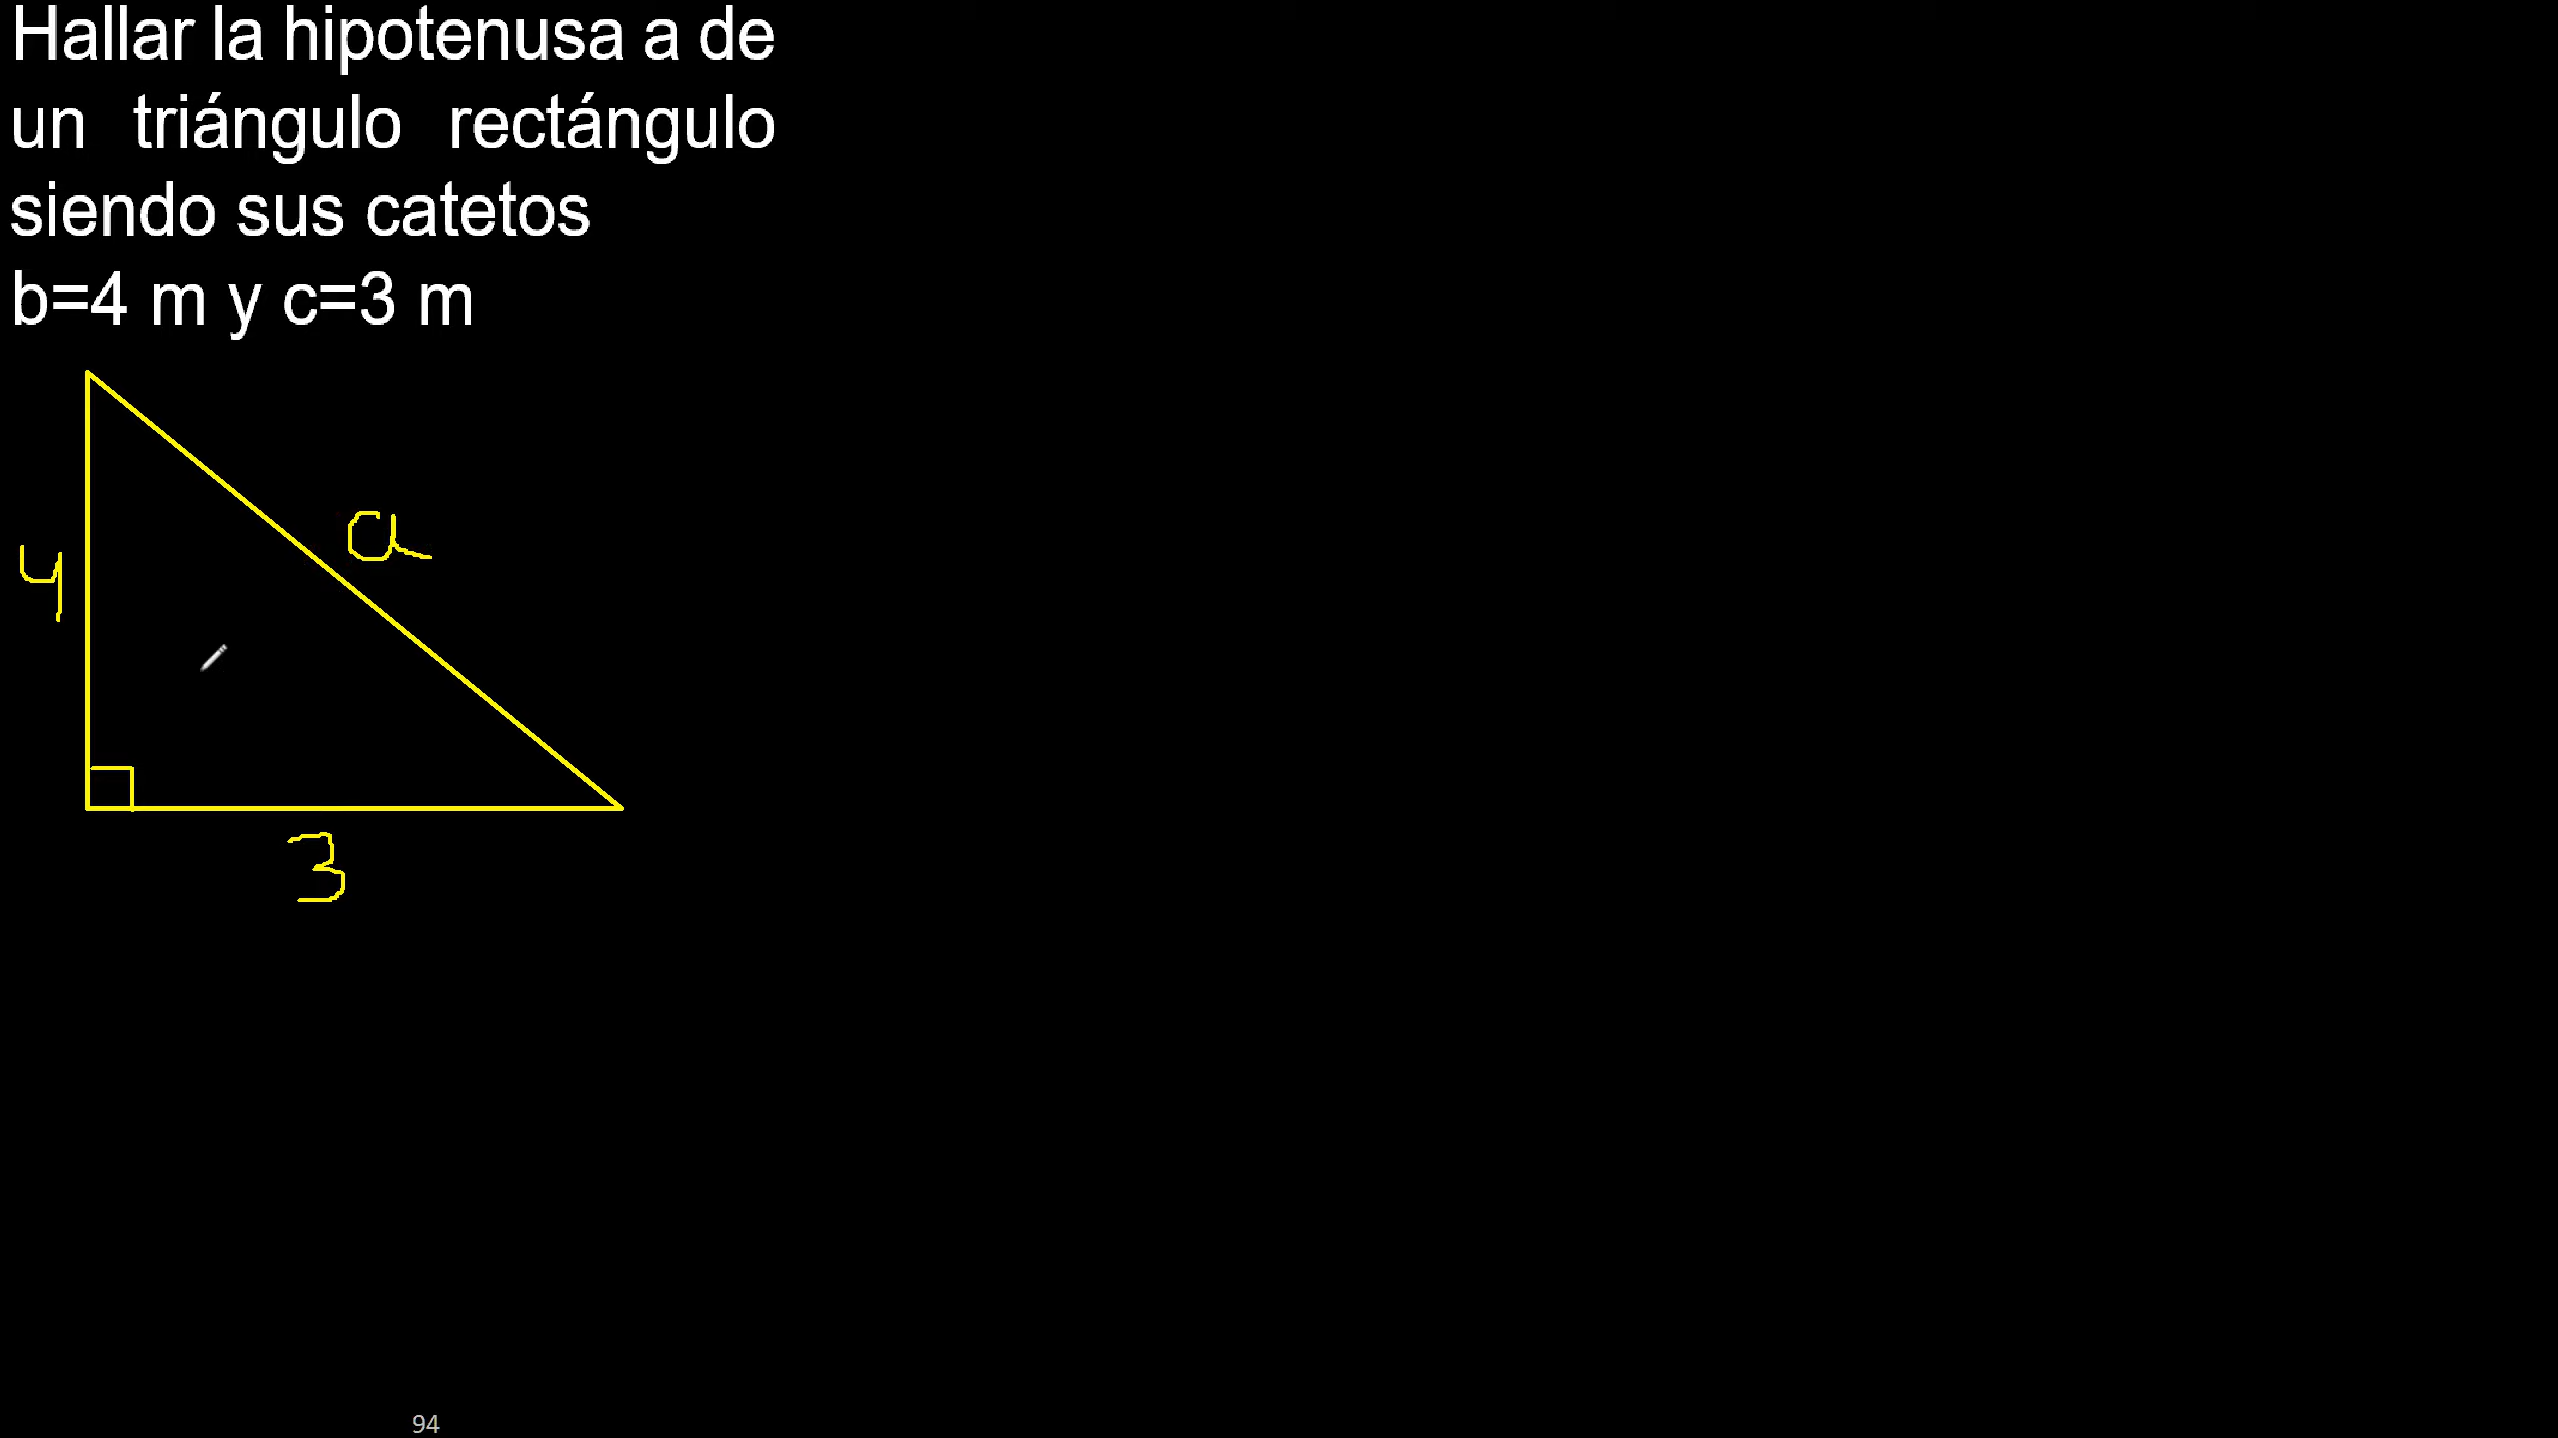 Hallar la hipotenusa a de
un triángulo rectángulo
siendo sus catetos
b=4 m y c=3 m
a
4
3
94